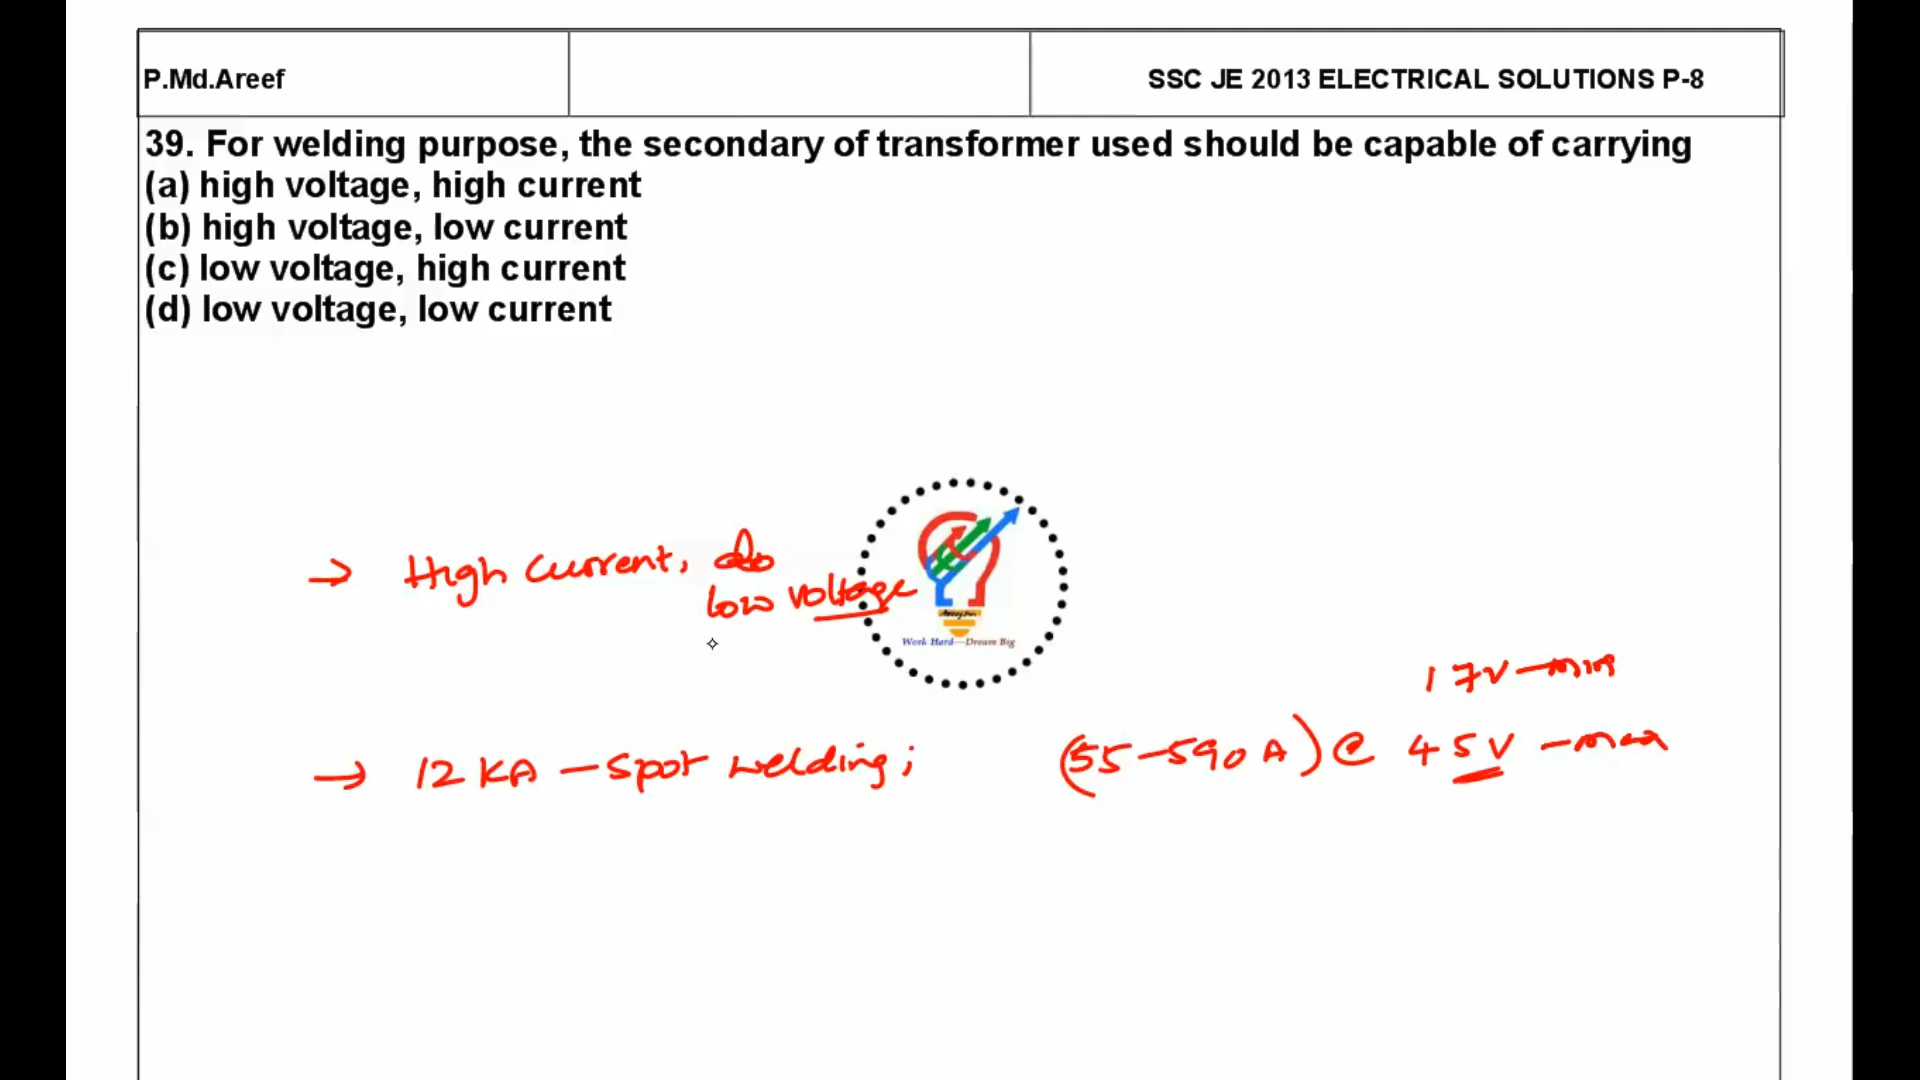 P.Md.Areef
SSC JE 2013 ELECTRICAL SOLUTIONS P-8
39. For welding purpose, the secondary of transformer used should be capable of carrying
(a) high voltage, high current
(b) high voltage, low current
(c) low voltage, high current
(d) low voltage, low current
→ High current,
low voltage
Work Hard---Dream Big
17V - min
→ 12 KA - spot welding; (55-590 A) @ 45V - max